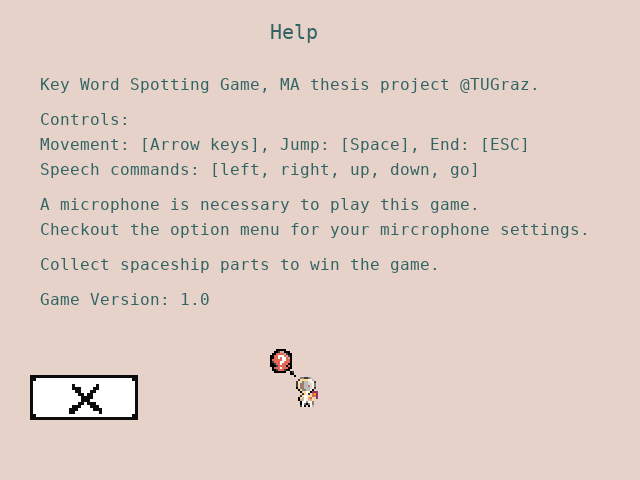 Help
Key Word Spotting Game, MA thesis project @TUGraz.
Controls:
Movement: [Arrow keys], Jump: [Space], End: [ESC]
Speech commands: [left, right, up, down, go]
A microphone is necessary to play this game.
Checkout the option menu for your mircrophone settings.
Collect spaceship parts to win the game.
Game Version: 1.0
?